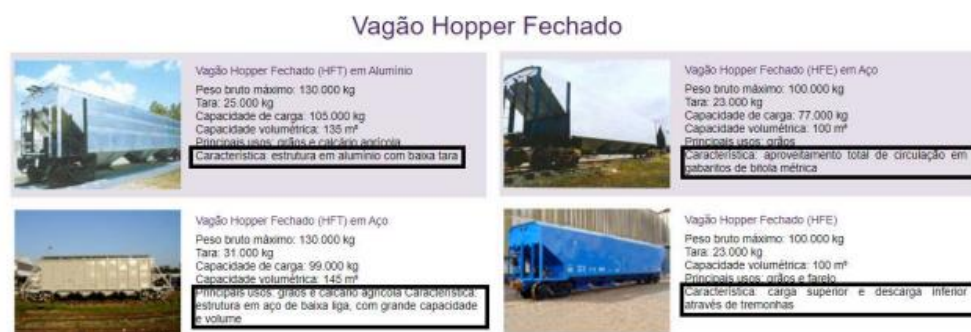 Vagão Hopper Fechado
Vagão Hopper Fechado (HFT) em Alumínio
Peso bruto máximo: 130.000 kg
Tara: 25.000 kg
Capacidade de carga: 105.000 kg
Capacidade volumétrica: 135 m³
Principais usos: grãos e calcário agrícola
Característica: estrutura em alumínio com baixa tara
Vagão Hopper Fechado (HFE) em Aço
Peso bruto máximo: 100.000 kg
Tara: 23.000 kg
Capacidade de carga: 77.000 kg
Capacidade volumétrica: 100 m³
Principais usos: grãos
Característica: aproveitamento total de circulação em
gabaritos de bitola métrica
Vagão Hopper Fechado (HFT) em Aço
Peso bruto máximo: 130.000 kg
Tara: 31.000 kg
Capacidade de carga: 99.000 kg
Capacidade volumétrica: 145 m³
Principais usos: grãos e calcário agrícola Característica:
estrutura em aço de baixa liga, com grande capacidade
e volume
Vagão Hopper Fechado (HFE)
Peso bruto máximo: 100.000 kg
Tara: 23.000 kg
Capacidade volumétrica: 100 m³
Principais usos: grãos e farelo
Característica: carga superior e descarga inferior
através de tremonhas